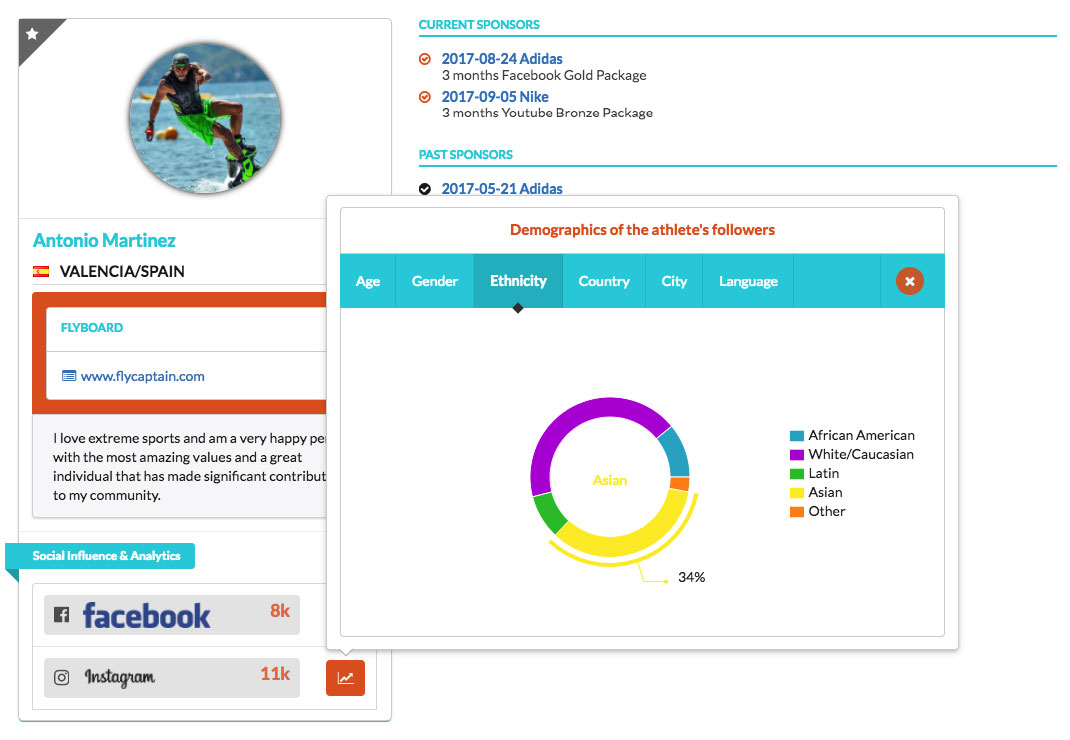 CURRENT SPONSORS
2017-08-24 Adidas
3 months Facebook Gold Package
2017-09-05 Nike
3 months Youtube Bronze Package
PAST SPONSORS
2017-05-21 Adidas
Antonio Martinez
VALENCIA/SPAIN
FLYBOARD
www.flycaptain.com
I love extreme sports and am a very happy pe
with the most amazing values and a great
individual that has made significant contribut
to my community.
Social Influence & Analytics
facebook 8k
Instagram 11k
Demographics of the athlete's followers
Age Gender Ethnicity Country City Language
Asian
34%
African American
White/Caucasian
Latin
Asian
Other